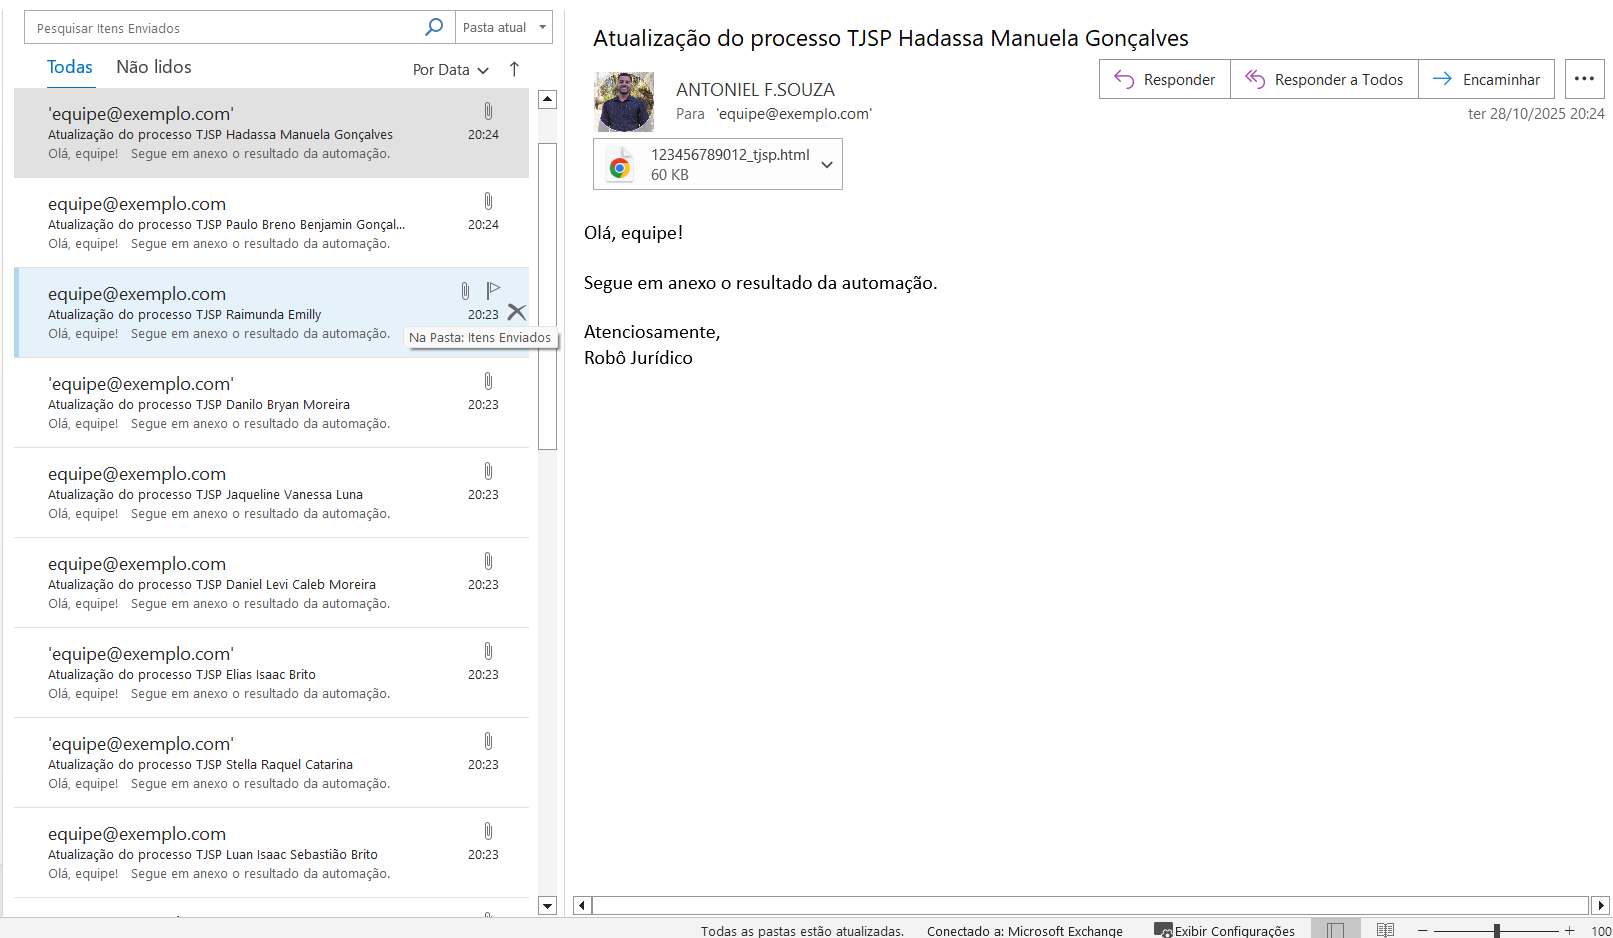 Pesquisar Itens Enviados
Pasta atual
Todas Não lidos
Por Data
'equipe@exemplo.com'
Atualização do processo TJSP Hadassa Manuela Gonçalves 20:24
Olá, equipe! Segue em anexo o resultado da automação.
equipe@exemplo.com
Atualização do processo TJSP Paulo Breno Benjamin Gonçal... 20:24
Olá, equipe! Segue em anexo o resultado da automação.
equipe@exemplo.com
Atualização do processo TJSP Raimunda Emilly 20:23
Olá, equipe! Segue em anexo o resultado da automação.
Na Pasta: Itens Enviados
'equipe@exemplo.com'
Atualização do processo TJSP Danilo Bryan Moreira 20:23
Olá, equipe! Segue em anexo o resultado da automação.
equipe@exemplo.com
Atualização do processo TJSP Jaqueline Vanessa Luna 20:23
Olá, equipe! Segue em anexo o resultado da automação.
equipe@exemplo.com
Atualização do processo TJSP Daniel Levi Caleb Moreira 20:23
Olá, equipe! Segue em anexo o resultado da automação.
'equipe@exemplo.com'
Atualização do processo TJSP Elias Isaac Brito 20:23
Olá, equipe! Segue em anexo o resultado da automação.
'equipe@exemplo.com'
Atualização do processo TJSP Stella Raquel Catarina 20:23
Olá, equipe! Segue em anexo o resultado da automação.
equipe@exemplo.com
Atualização do processo TJSP Luan Isaac Sebastião Brito 20:23
Olá, equipe! Segue em anexo o resultado da automação.
Atualização do processo TJSP Hadassa Manuela Gonçalves
ANTONIEL F.SOUZA
Para 'equipe@exemplo.com'
Responder
Responder a Todos
Encaminhar
ter 28/10/2025 20:24
123456789012_tjsp.html
60 KB
Olá, equipe!
Segue em anexo o resultado da automação.
Atenciosamente,
Robô Jurídico
Todas as pastas estão atualizadas. Conectado a: Microsoft Exchange Exibir Configurações 100